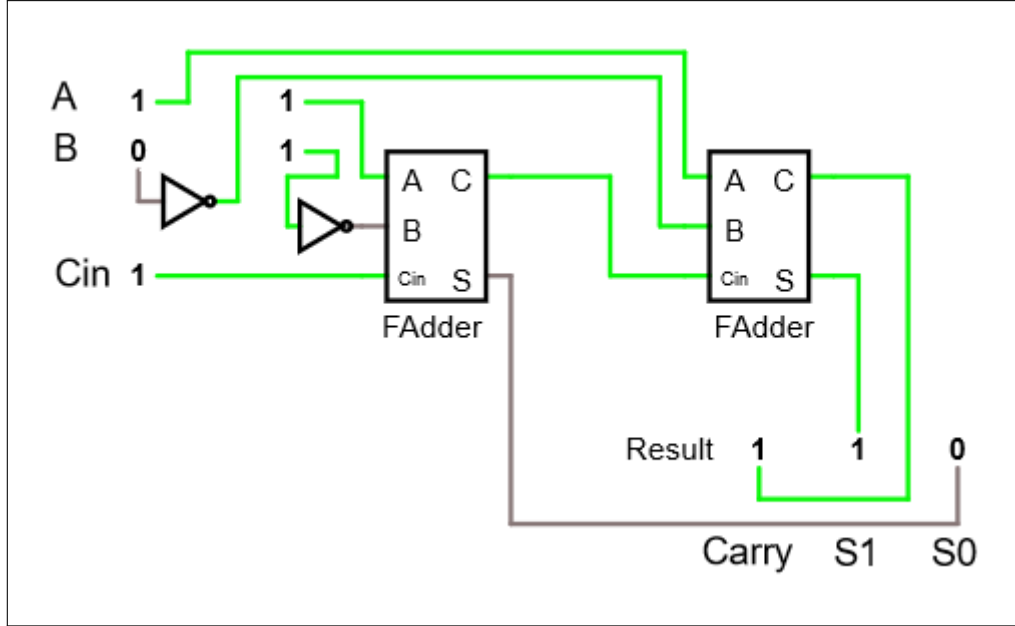 A 1 1
B 0 1
A C A C
B B
Cin 1 Cin S Cin S
FAdder FAdder
Result 1 1 0
Carry S1 S0